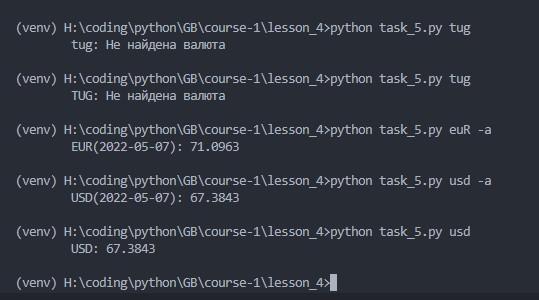 (venv) H:\coding\python\GB\course-1\lesson_4>python task_5.py tug
tug: Не найдена валюта
(venv) H:\coding\python\GB\course-1\lesson_4>python task_5.py tug
TUG: Не найдена валюта
(venv) H:\coding\python\GB\course-1\lesson_4>python task_5.py euR -a
EUR(2022-05-07): 71.0963
(venv) H:\coding\python\GB\course-1\lesson_4>python task_5.py usd -a
USD(2022-05-07): 67.3843
(venv) H:\coding\python\GB\course-1\lesson_4>python task_5.py usd
USD: 67.3843
(venv) H:\coding\python\GB\course-1\lesson_4>